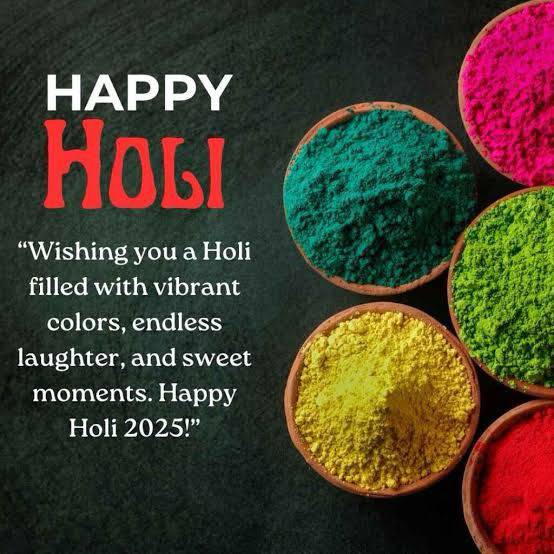 HAPPY
HOLI
“Wishing you a Holi
filled with vibrant
colors, endless
laughter, and sweet
moments. Happy
Holi 2025!”